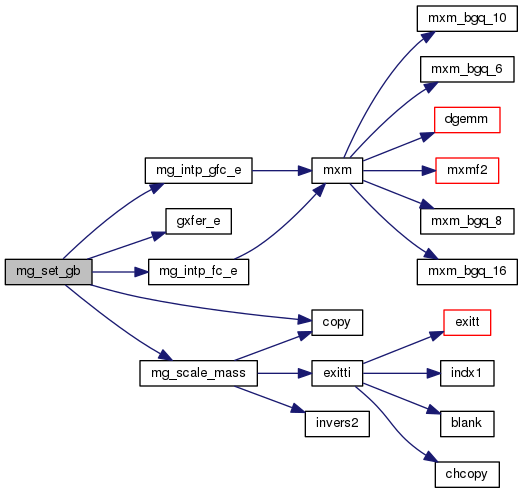 mxm_bgq_10
mxm_bgq_6
dgemm
mg_intp_gfc_e
mxm
mxmf2
gxfer_e
mxm_bgq_8
mg_set_gb
mg_intp_fc_e
mxm_bgq_16
copy
exitt
mg_scale_mass
exitti
indx1
invers2
blank
chcopy